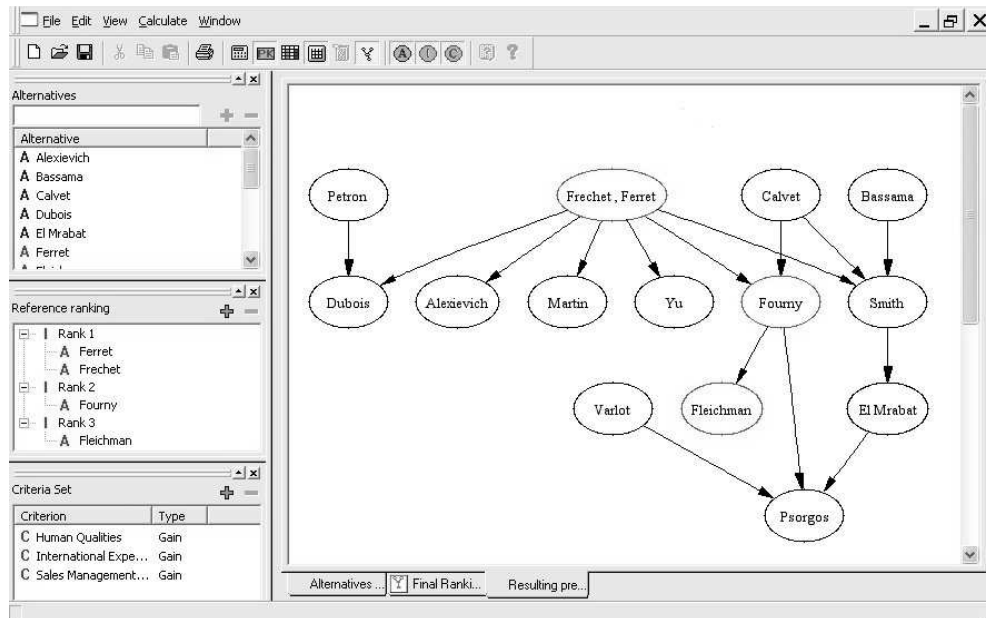 File Edit View Calculate Window
PK A I C ?
Alternatives
Alternative
A Alexievich
A Bassama
A Calvet
A Dubois
A El Mrabat
A Ferret
Reference ranking
I Rank 1
A Ferret
A Frechet
I Rank 2
A Fourny
I Rank 3
A Fleichman
Criteria Set
Criterion Type
C Human Qualities Gain
C International Expe... Gain
C Sales Management... Gain
Petron Frechet , Ferret Calvet Bassama
Dubois Alexievich Martin Yu Fourny Smith
Varlot Fleichman El Mrabat
Psorgos
Alternatives ... Final Ranki... Resulting pre...